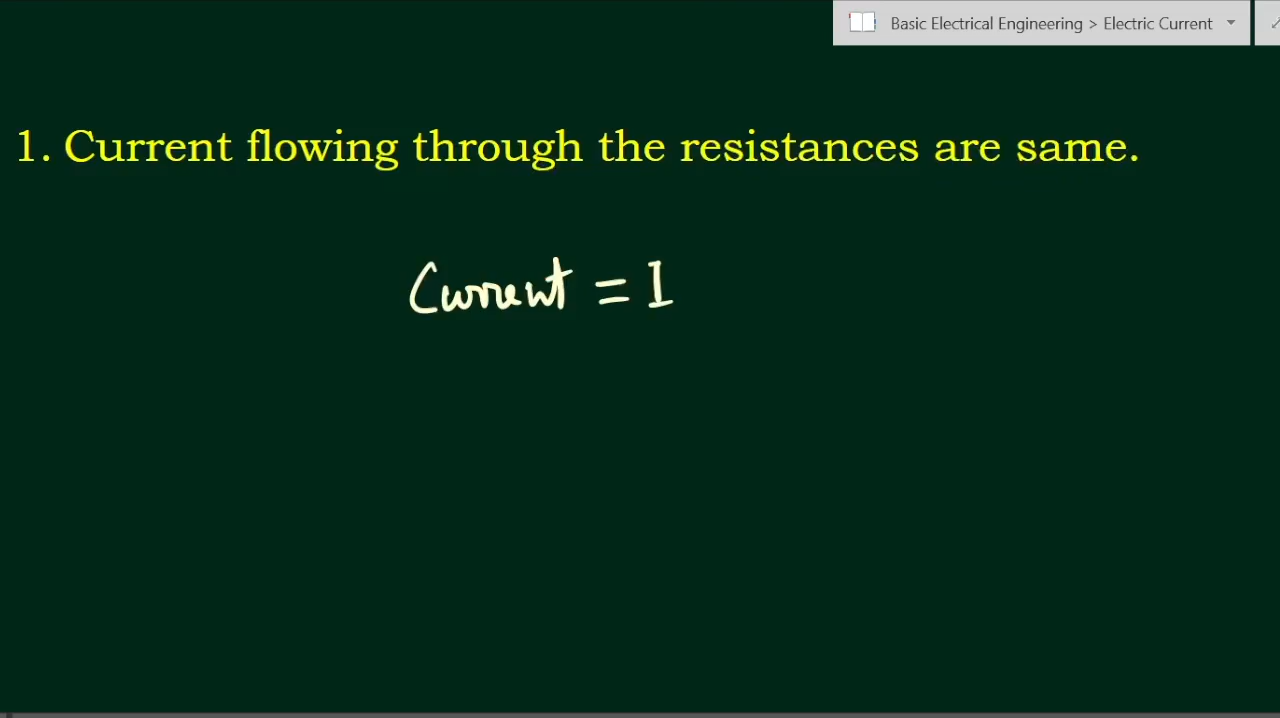 Basic Electrical Engineering > Electric Current
1. Current flowing through the resistances are same.
Current = I